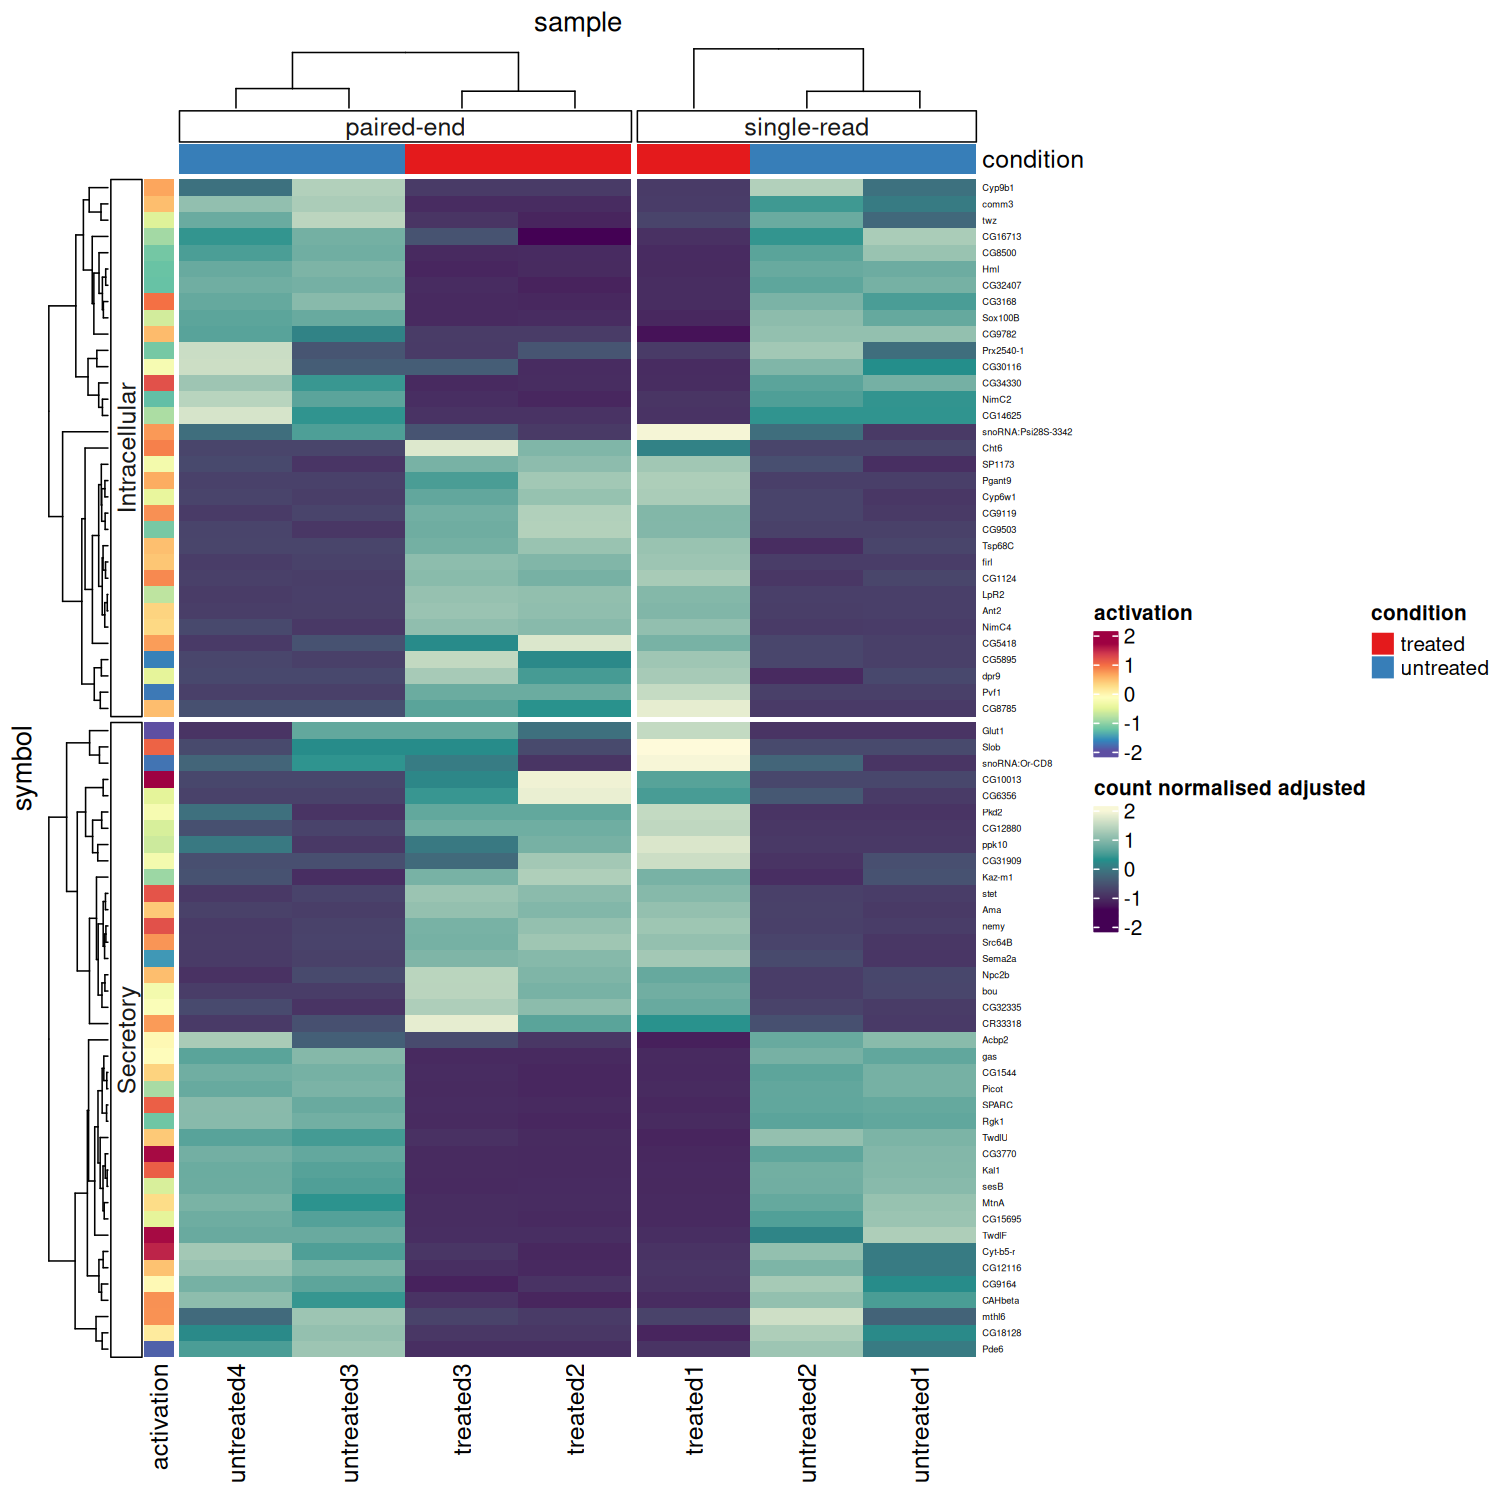 sample
paired-end
single-read
condition
Intracellular
Secretory
symbol
Cyp9b1
comm3
twz
CG16713
CG8500
Hml
CG32407
CG3168
Sox100B
CG9782
Prx2540-1
CG30116
CG34330
NimC2
CG14625
snoRNA:Psi28S-3342
Cht6
SP1173
Pgant9
Cyp6w1
CG9119
CG9503
Tsp68C
firl
CG1124
LpR2
Ant2
NimC4
CG5418
CG5895
dpr9
Pvf1
CG8785
Glut1
Slob
snoRNA:Or-CD8
CG10013
CG6356
Pkd2
CG12880
ppk10
CG31909
Kaz-m1
stet
Ama
nemy
Src64B
Sema2a
Npc2b
bou
CG32335
CR33318
Acbp2
gas
CG1544
Picot
SPARC
Rgk1
TwdlU
CG3770
Kal1
sesB
MtnA
CG15695
TwdlF
Cyt-b5-r
CG12116
CG9164
CAHbeta
mthl6
CG18128
Pde6
activation
untreated4
untreated3
treated3
treated2
treated1
untreated2
untreated1
activation
2
1
0
-1
-2
condition
treated
untreated
count normalised adjusted
2
1
0
-1
-2